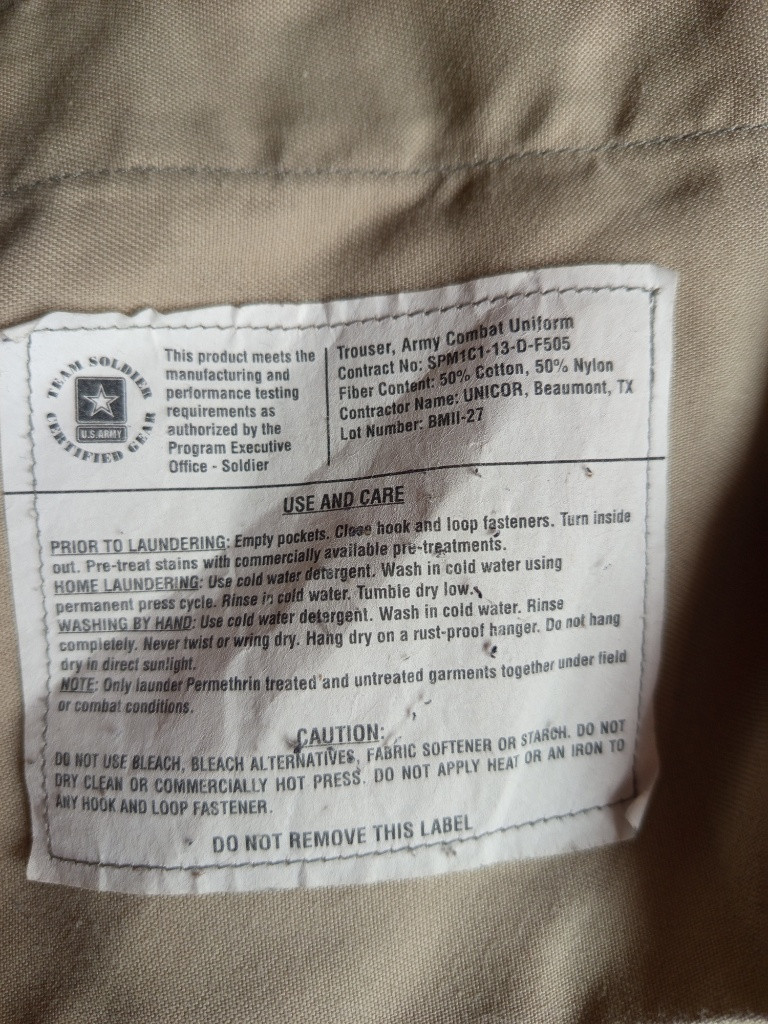 TEAM SOLDIER
U.S. ARMY
CERTIFIED GEAR
This product meets the
manufacturing and
performance testing
requirements as
authorized by the
Program Executive
Office - Soldier
Trouser, Army Combat Uniform
Contract No: SPM1C1-13-D-F505
Fiber Content: 50% Cotton, 50% Nylon
Contractor Name: UNICOR, Beaumont, TX
Lot Number: BMII-27
USE AND CARE
PRIOR TO LAUNDERING: Empty pockets. Close hook and loop fasteners. Turn inside
out. Pre-treat stains with commercially available pre-treatments.
HOME LAUNDERING: Use cold water detergent. Wash in cold water using
permanent press cycle. Rinse in cold water. Tumble dry low.
WASHING BY HAND: Use cold water detergent. Wash in cold water. Rinse
completely. Never twist or wring dry. Hang dry on a rust-proof hanger. Do not hang
dry in direct sunlight.
NOTE: Only launder Permethrin treated and untreated garments together under field
or combat conditions.
CAUTION:
DO NOT USE BLEACH, BLEACH ALTERNATIVES, FABRIC SOFTENER OR STARCH. DO NOT
DRY CLEAN OR COMMERCIALLY HOT PRESS. DO NOT APPLY HEAT OR AN IRON TO
ANY HOOK AND LOOP FASTENER.
DO NOT REMOVE THIS LABEL